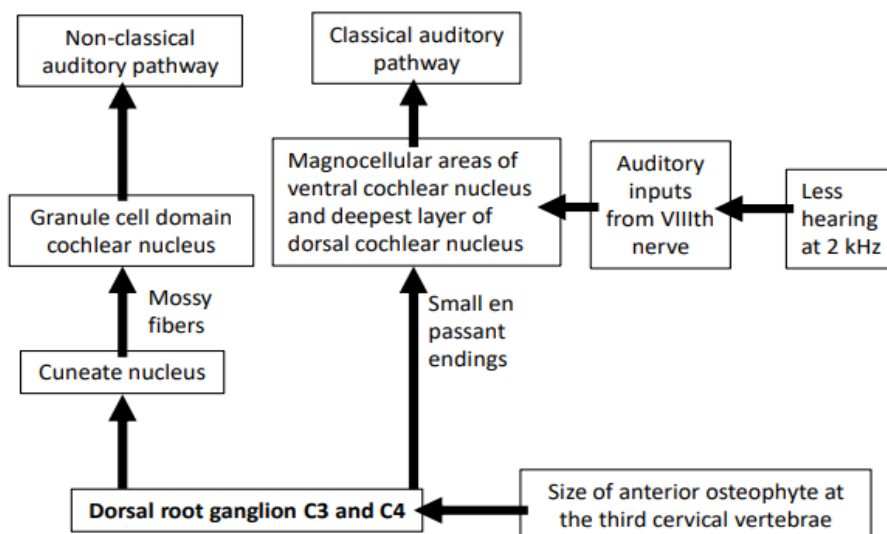 Non-classical
auditory pathway
Classical auditory
pathway
Granule cell domain
cochlear nucleus
Magnocellular areas of
ventral cochlear nucleus
and deepest layer of
dorsal cochlear nucleus
Auditory
inputs
from VIIIth
nerve
Less
hearing
at 2 kHz
Mossy
fibers
Small en
passant
endings
Cuneate nucleus
Dorsal root ganglion C3 and C4
Size of anterior osteophyte at
the third cervical vertebrae